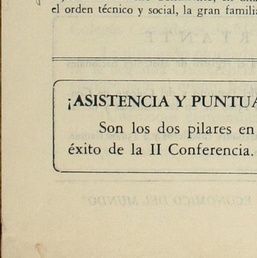 el orden técnico y social, la gran famili
¡ASISTENCIA Y PUNTUA
Son los dos pilares en
éxito de la II Conferencia.